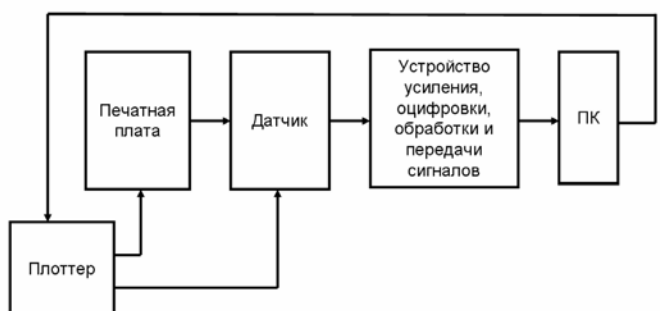 Печатная
плата
Датчик
Устройство
усиления,
оцифровки,
обработки и
передачи
сигналов
ПК
Плоттер